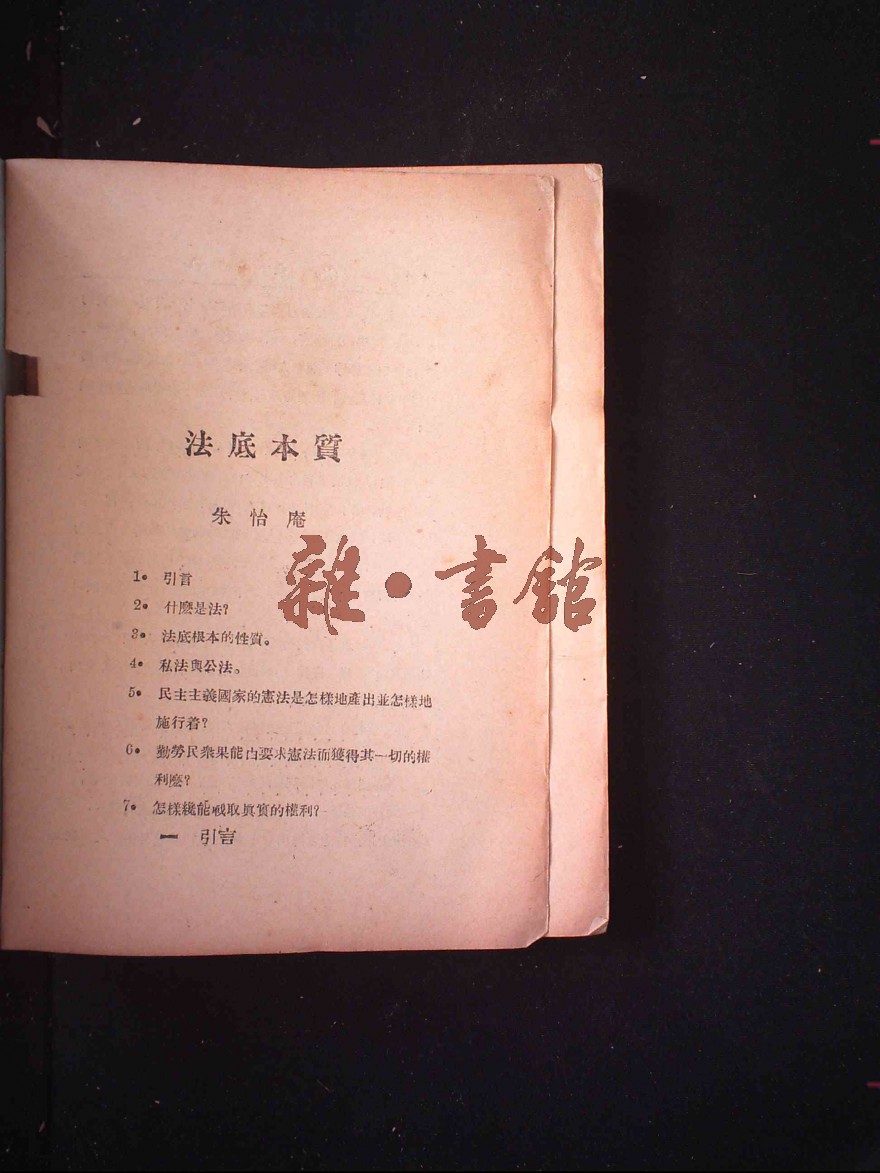 法底本質
朱怡庵
雜·書館
1. 引言
2. 什麽是法?
3. 法底根本的性質。
4. 私法與公法。
5. 民主主義國家的憲法是怎樣地產出並怎樣地
施行着?
6. 勤勞民衆果能由要求憲法而獲得其一切的權
利麽?
7. 怎樣纔能戰取眞實的權利?
一 引言